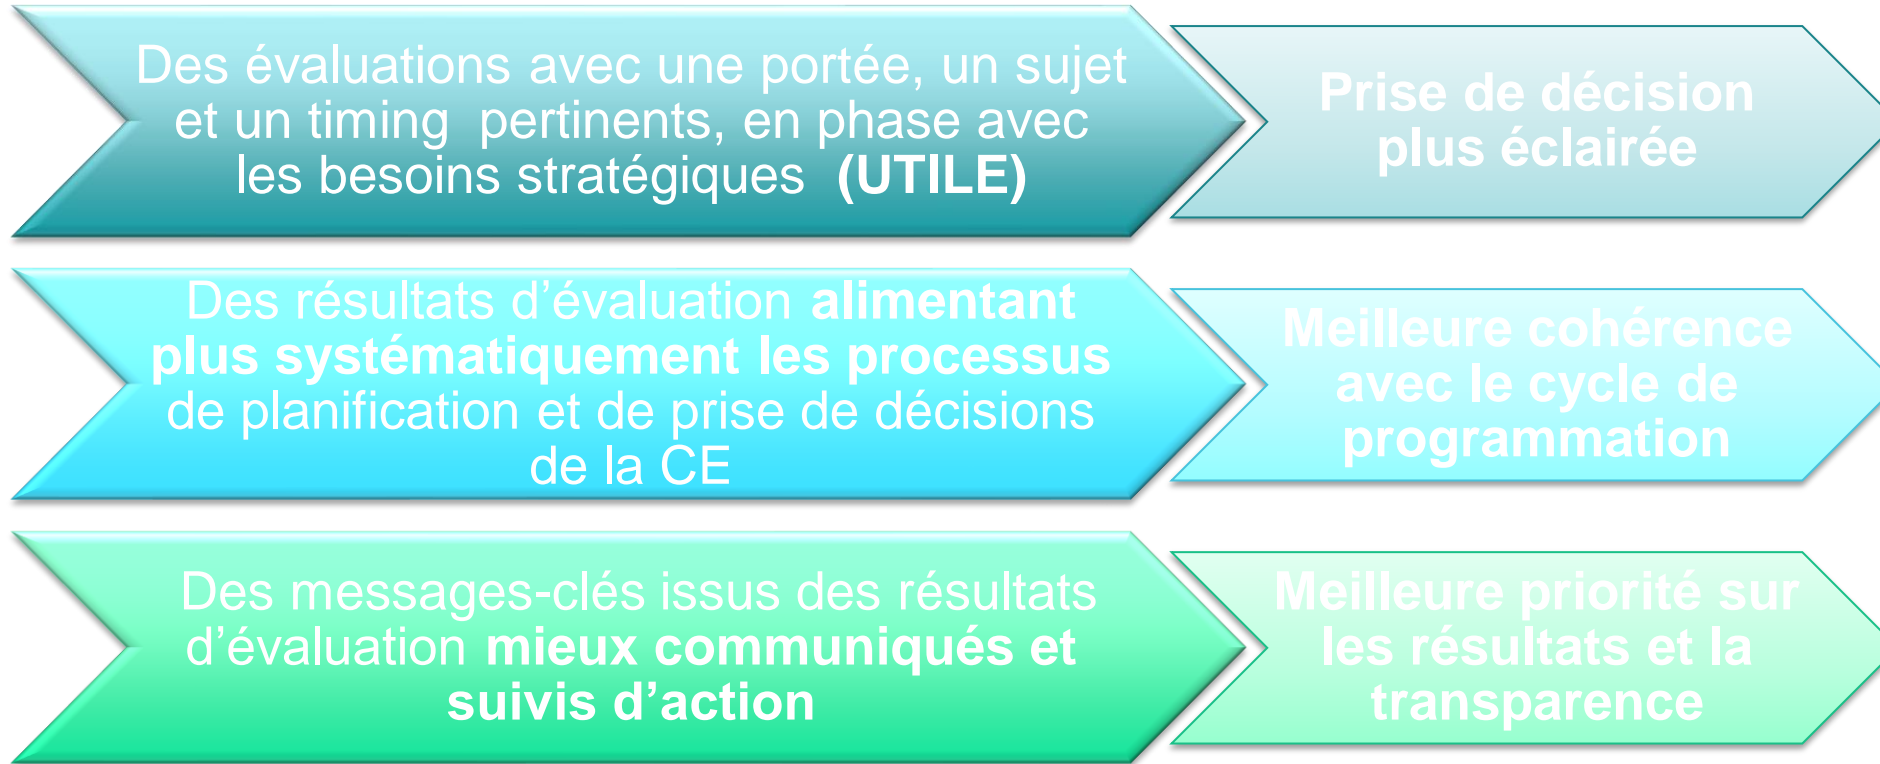 Des évaluations avec une portée, un sujet
et un timing pertinents, en phase avec
les besoins stratégiques (UTILE)
Prise de décision
plus éclairée
Des résultats d’évaluation alimentant
plus systématiquement les processus
de planification et de prise de décisions
de la CE
Meilleure cohérence
avec le cycle de
programmation
Des messages-clés issus des résultats
d’évaluation mieux communiqués et
suivis d’action
Meilleure priorité sur
les résultats et la
transparence